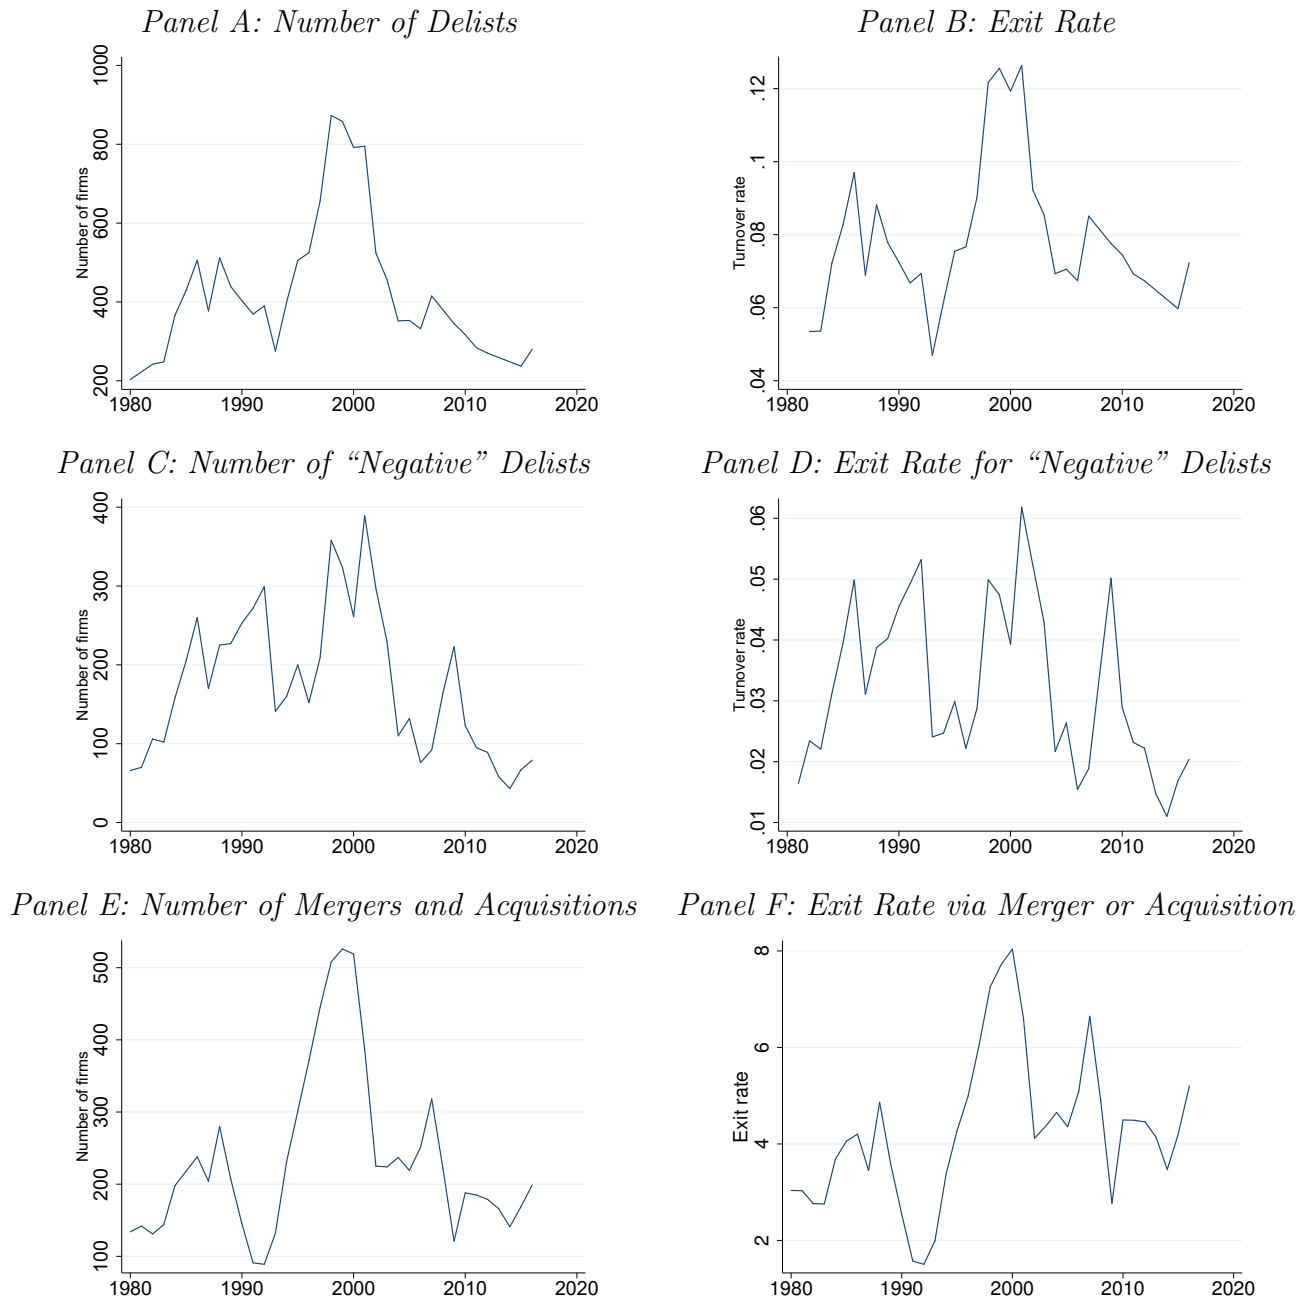 Panel A: Number of Delists
Number of firms
1000
800
600
400
200
1980 1990 2000 2010 2020
Panel B: Exit Rate
Turnover rate
.12
.1
.08
.06
.04
1980 1990 2000 2010 2020
Panel C: Number of “Negative” Delists
Number of firms
400
300
200
100
0
1980 1990 2000 2010 2020
Panel D: Exit Rate for “Negative” Delists
Turnover rate
.06
.05
.04
.03
.02
.01
1980 1990 2000 2010 2020
Panel E: Number of Mergers and Acquisitions
Number of firms
500
400
300
200
100
1980 1990 2000 2010 2020
Panel F: Exit Rate via Merger or Acquisition
Exit rate
8
6
4
2
1980 1990 2000 2010 2020